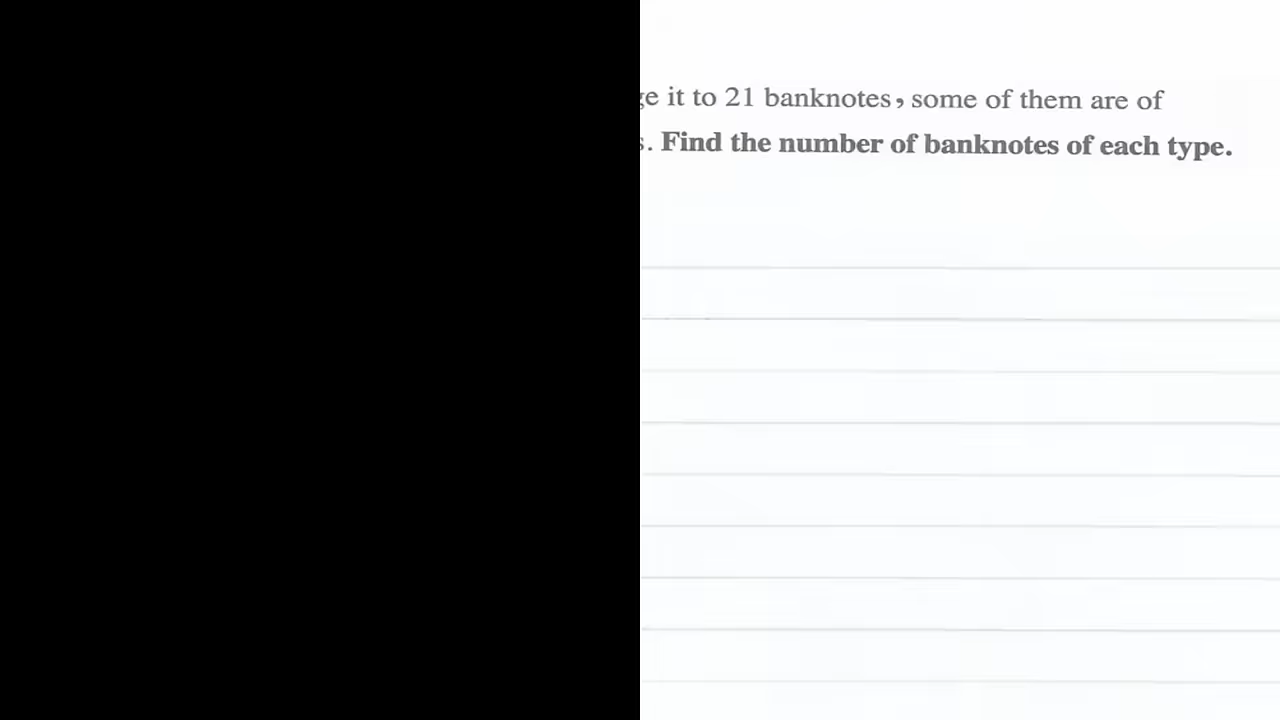 it to 21 banknotes, some of them are of
. Find the number of banknotes of each type.